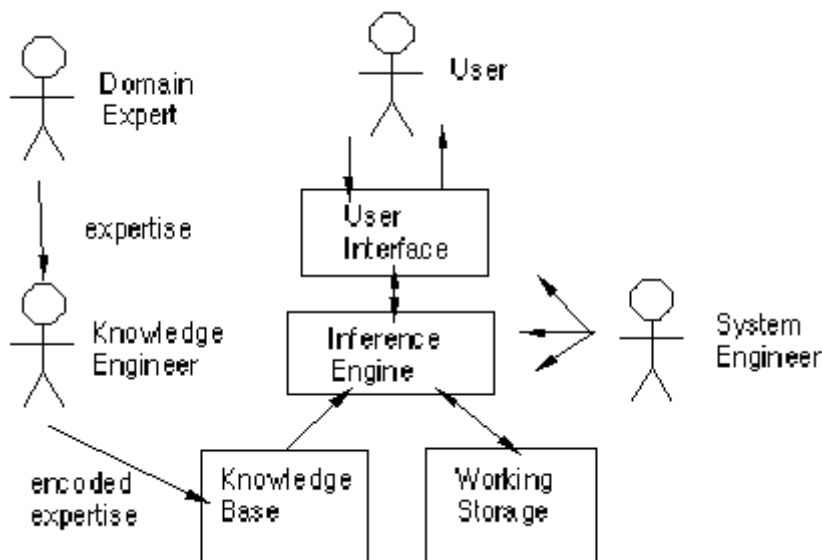 Domain
Expert
User
expertise
User
Interface
Knowledge
Engineer
Inference
Engine
System
Engineer
encoded
expertise
Knowledge
Base
Working
Storage